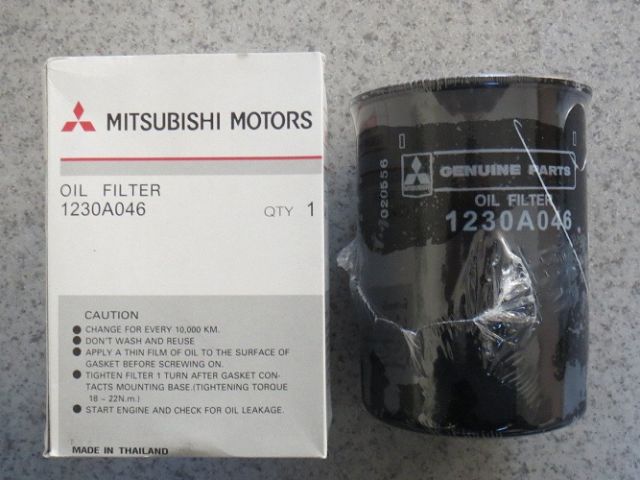 MITSUBISHI MOTORS
OIL FILTER
1230A046
QTY 1
CAUTION
● CHANGE FOR EVERY 10,000 KM.
● DON'T WASH AND REUSE
● APPLY A THIN FILM OF OIL TO THE SURFACE OF
GASKET BEFORE SCREWING ON.
● TIGHTEN FILTER 1 TURN AFTER GASKET CON-
TACTS MOUNTING BASE.(TIGHTENING TORQUE
18 ~ 22N.m.)
● START ENGINE AND CHECK FOR OIL LEAKAGE.
MADE IN THAILAND
MITSUBISHI
GENUINE PARTS
OIL FILTER
1230A046
020556